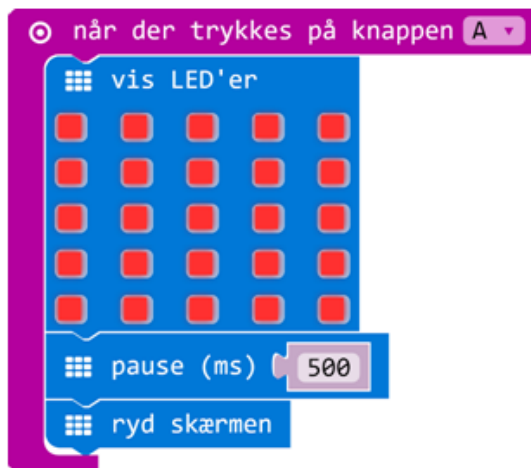 når der trykkes på knappen A
vis LED'er
pause (ms) 500
ryd skærmen